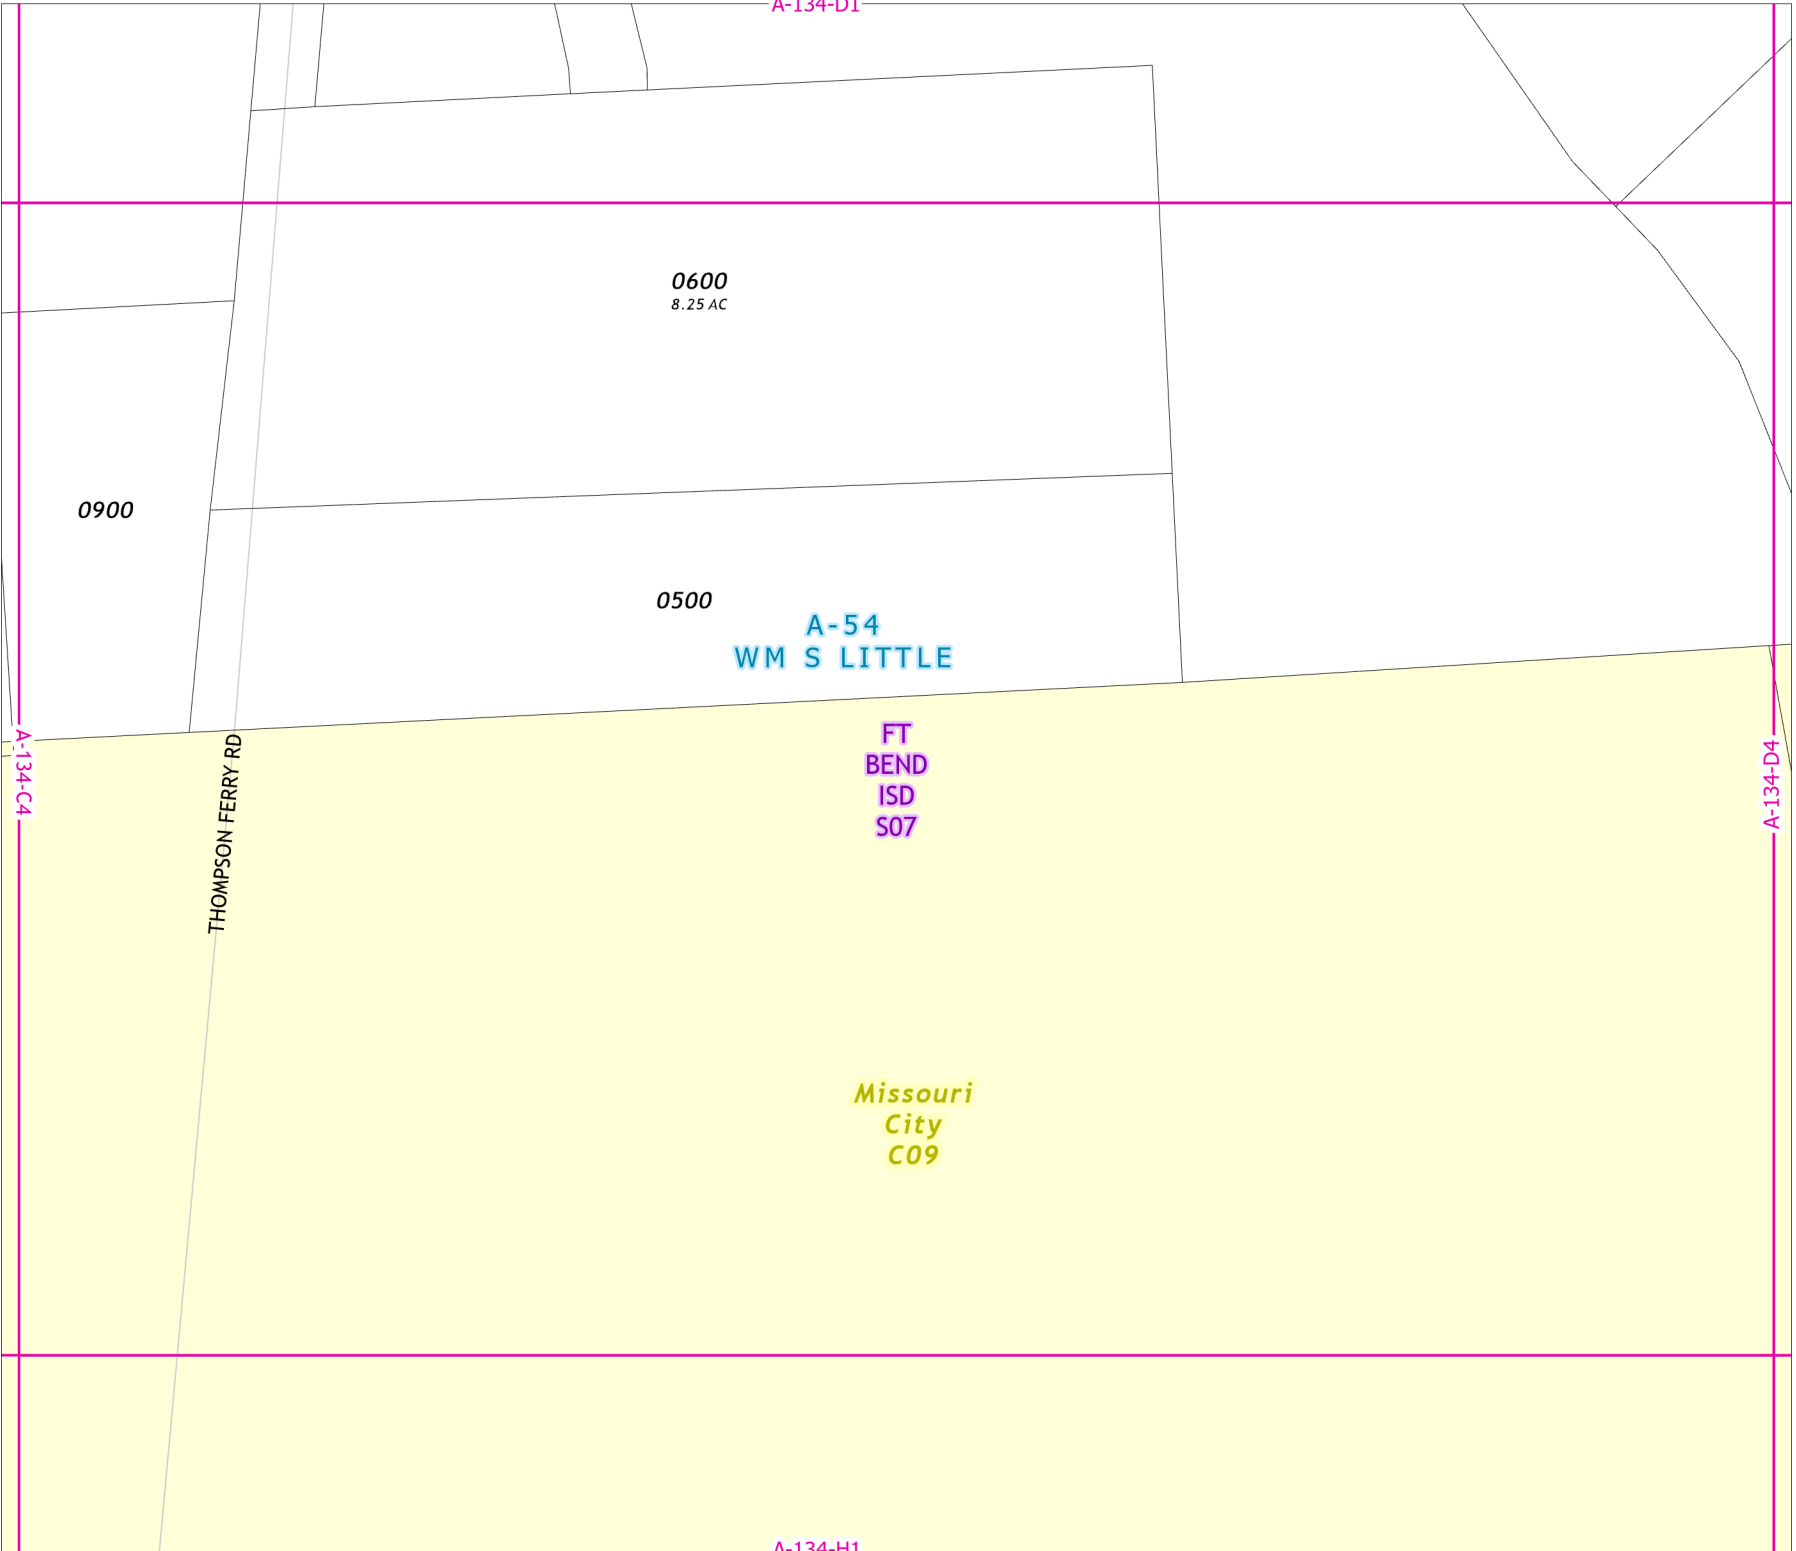 A-134-D1
0600
8.25 AC
0900
0500
A-54
WM S LITTLE
FT
BEND
ISD
S07
A-134-C4
THOMPSON FERRY RD
A-134-D4
Missouri
City
C09
A-134-H1